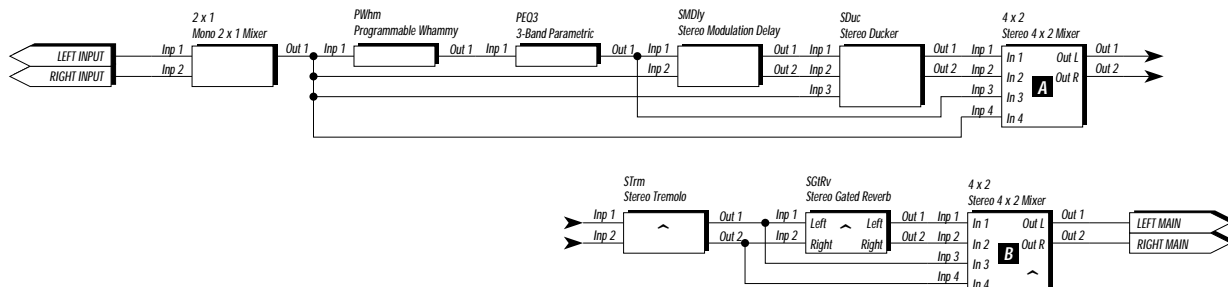 2 x 1
Mono 2 x 1 Mixer
PWhm
Programmable Whammy
PEQ3
3-Band Parametric
SMDly
Stereo Modulation Delay
SDuc
Stereo Ducker
4 x 2
Stereo 4 x 2 Mixer
LEFT INPUT Inp 1 Out 1 Inp 1 Out 1 Inp 1 Out 1 Inp 1 Out 1 Inp 1 Out 1 Inp 1 In 1 Out L Out 1
RIGHT INPUT Inp 2 Inp 2 Out 2 Inp 2 Out 2 Inp 2 In 2 Out R Out 2
Inp 3 Inp 3 In 3 A
Inp 4 In 4
STrm
Stereo Tremolo
SGtRv
Stereo Gated Reverb
4 x 2
Stereo 4 x 2 Mixer
Inp 1 Out 1 Inp 1 Left Left Out 1 Inp 1 In 1 Out L Out 1 LEFT MAIN
Inp 2 Out 2 Inp 2 Right Right Out 2 Inp 2 In 2 Out R Out 2 RIGHT MAIN
Inp 3 In 3 B
Inp 4 In 4